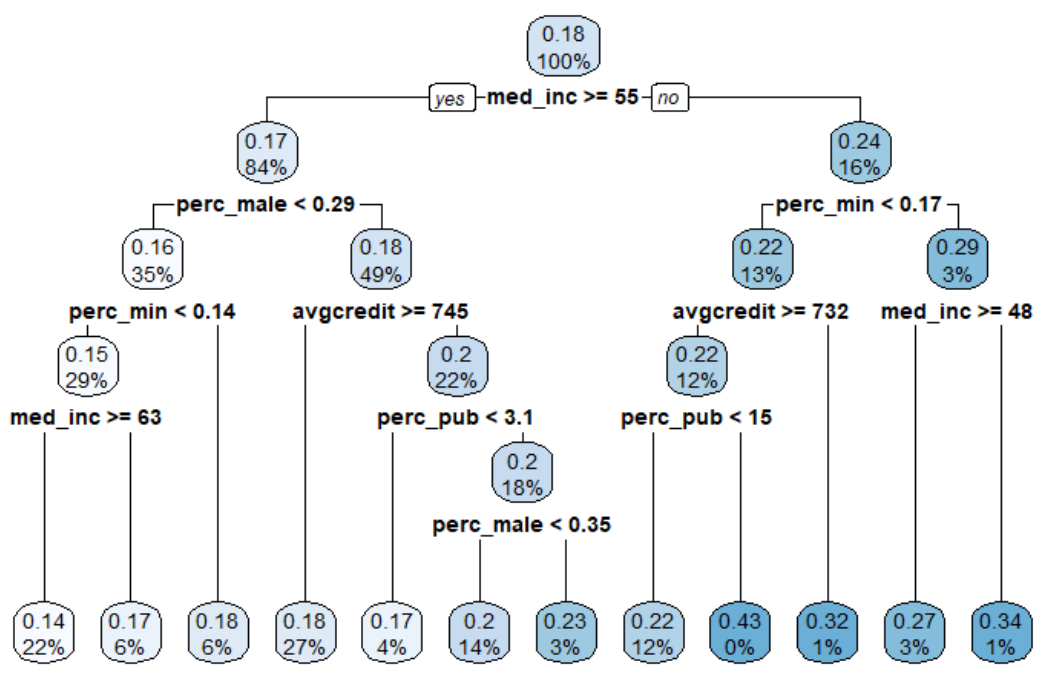 0.18
100%
yes med_inc >= 55 no
0.17 0.24
84% 16%
perc_male < 0.29 perc_min < 0.17
0.16 0.18 0.22 0.29
35% 49% 13% 3%
perc_min < 0.14 avgcredit >= 745 avgcredit >= 732 med_inc >= 48
0.15 0.2 0.22
29% 22% 12%
med_inc >= 63 perc_pub < 3.1 perc_pub < 15
0.2
18%
perc_male < 0.35
0.14 0.17 0.18 0.18 0.17 0.2 0.23 0.22 0.43 0.32 0.27 0.34
22% 6% 6% 27% 4% 14% 3% 12% 0% 1% 3% 1%